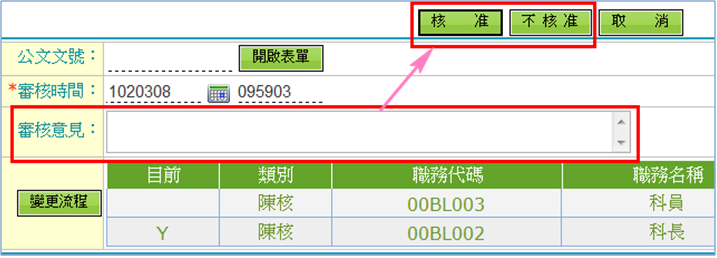 核 准 不核准 取 消
公文文號： 開啟表單
*審核時間： 1020308 095903
審核意見：
目前 類別 職務代碼 職務名稱
變更流程
陳核 00BL003 科員
Y 陳核 00BL002 科長